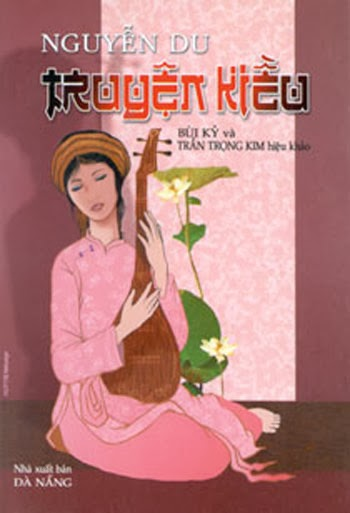 NGUYỄN DU
truyện kiều
BÙI KỶ và
TRẦN TRỌNG KIM hiệu khảo
Nhà xuất bản
ĐÀ NẴNG